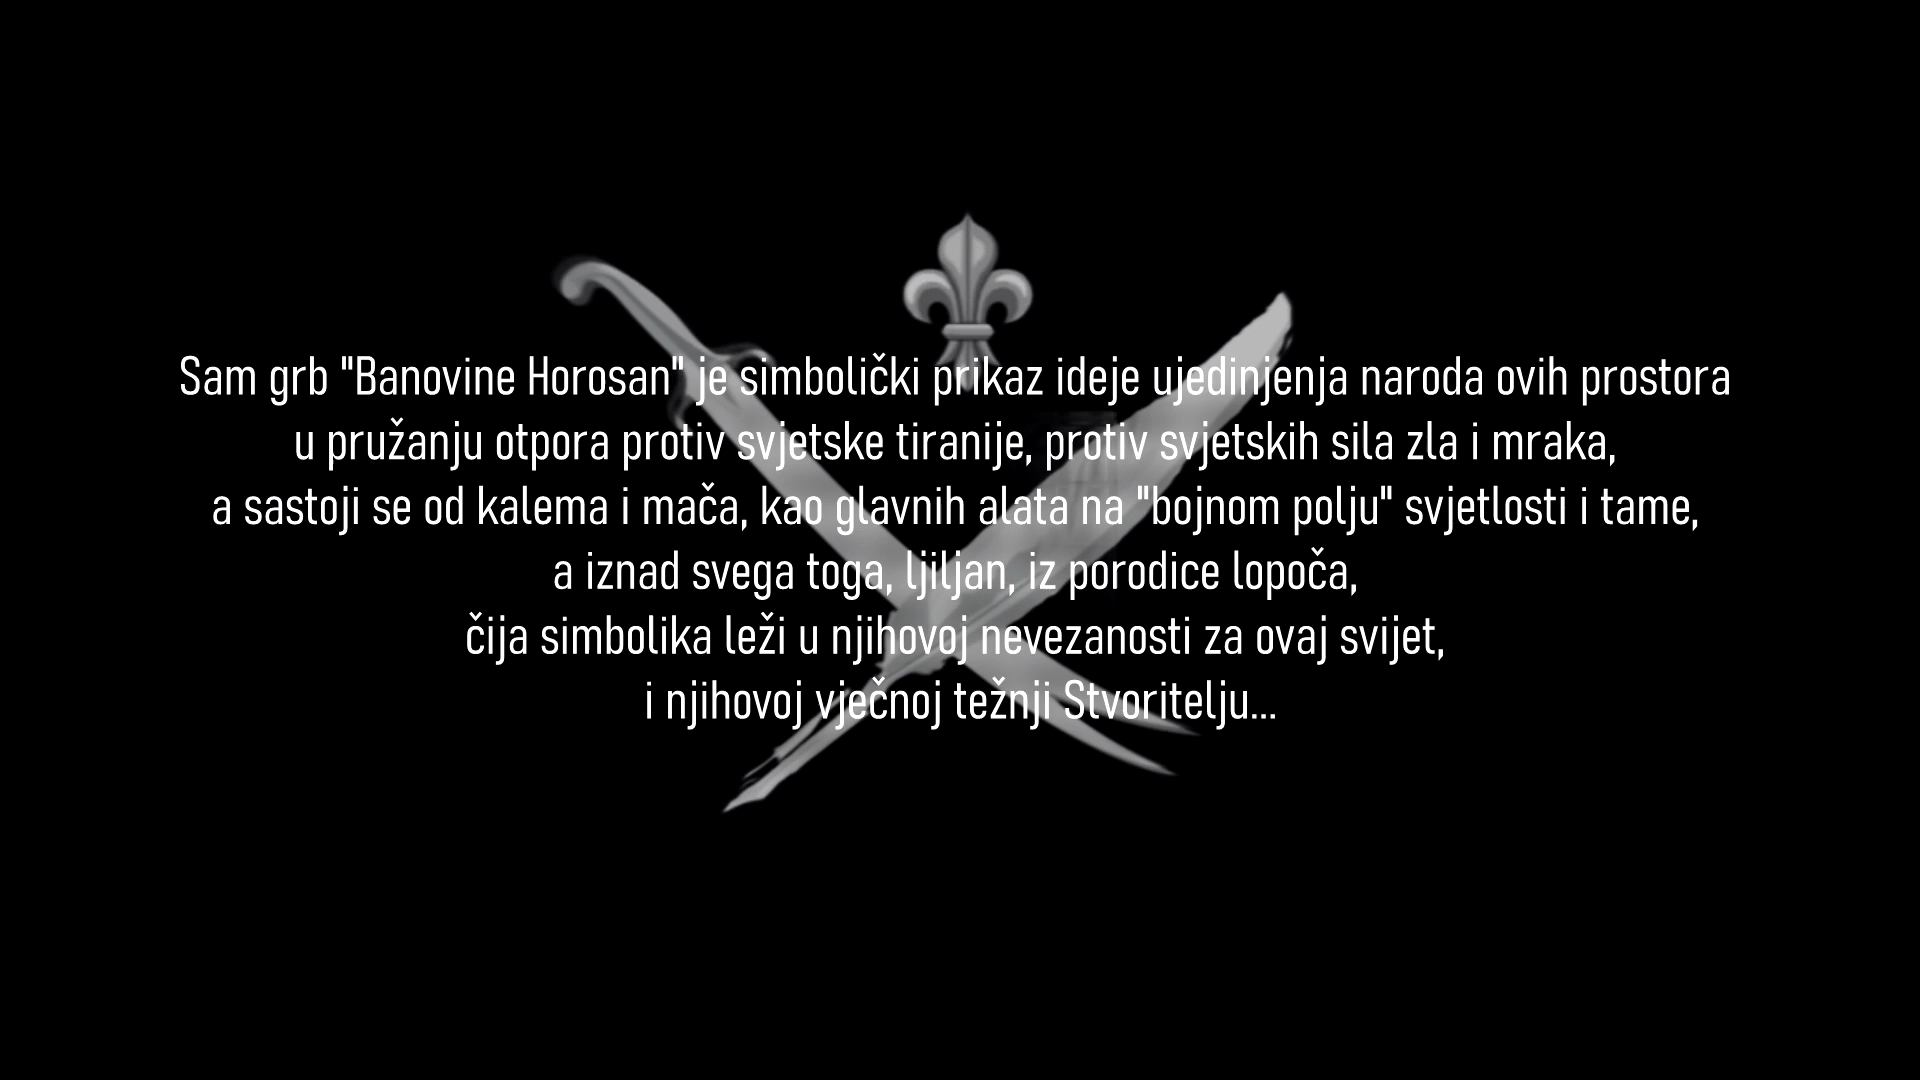 Sam grb "Banovine Horosan" je simbolički prikaz ideje ujedinjenja naroda ovih prostora
u pružanju otpora protiv svjetske tiranije, protiv svjetskih sila zla i mraka,
a sastoji se od kalema i mača, kao glavnih alata na "bojnom polju" svjetlosti i tame,
a iznad svega toga, ljiljan, iz porodice lopoča,
čija simbolika leži u njihovoj nevezanosti za ovaj svijet,
i njihovoj vječnoj težnji Stvoritelju...